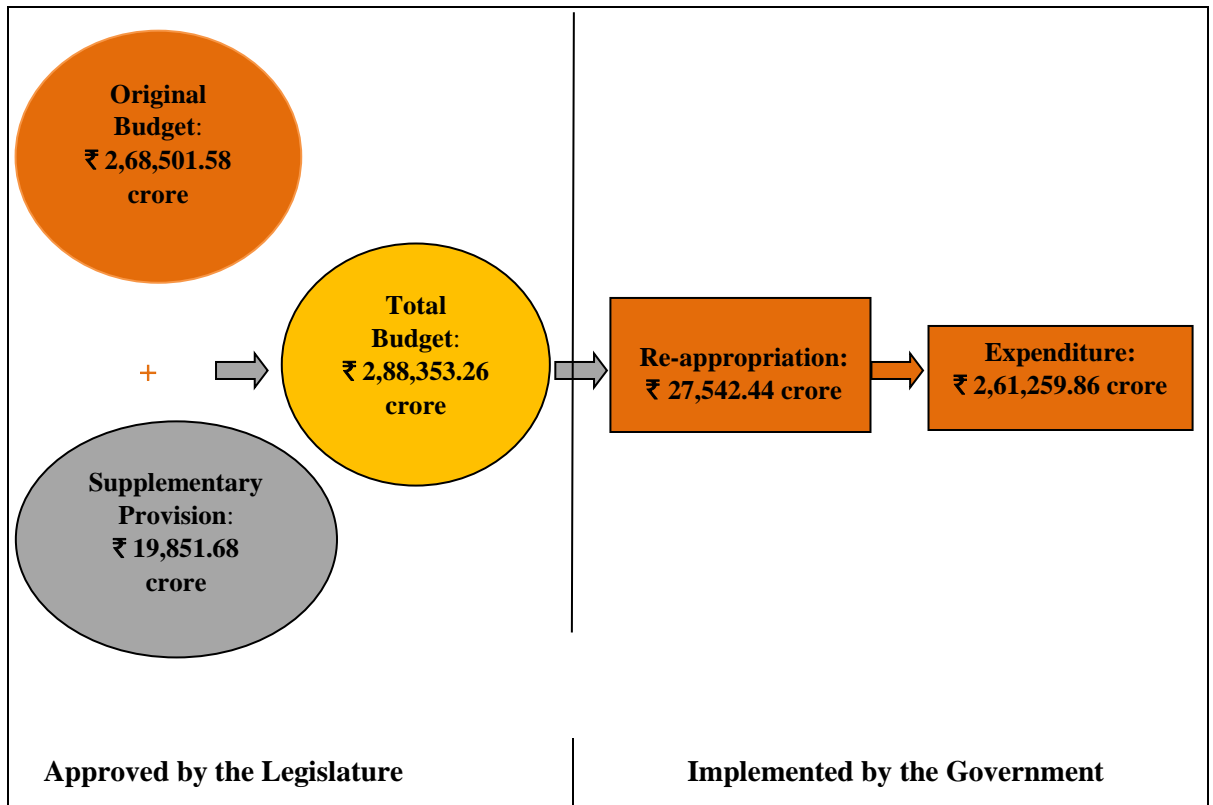 Original
Budget:
₹ 2,68,501.58
crore
+
Supplementary
Provision:
₹ 19,851.68
crore
Total
Budget:
₹ 2,88,353.26
crore
Re-appropriation:
₹ 27,542.44 crore
Expenditure:
₹ 2,61,259.86 crore
Approved by the Legislature
Implemented by the Government